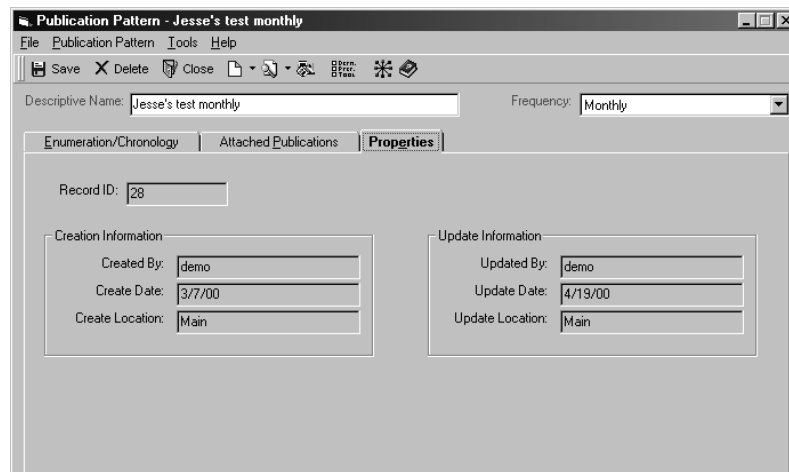 Publication Pattern - Jesse's test monthly
File Publication Pattern Tools Help
Save Delete Close
Descriptive Name: Jesse's test monthly Frequency: Monthly
Enumeration/Chronology Attached Publications Properties
Record ID: 28
Creation Information Update Information
Created By: demo Updated By: demo
Create Date: 3/7/00 Update Date: 4/19/00
Create Location: Main Update Location: Main